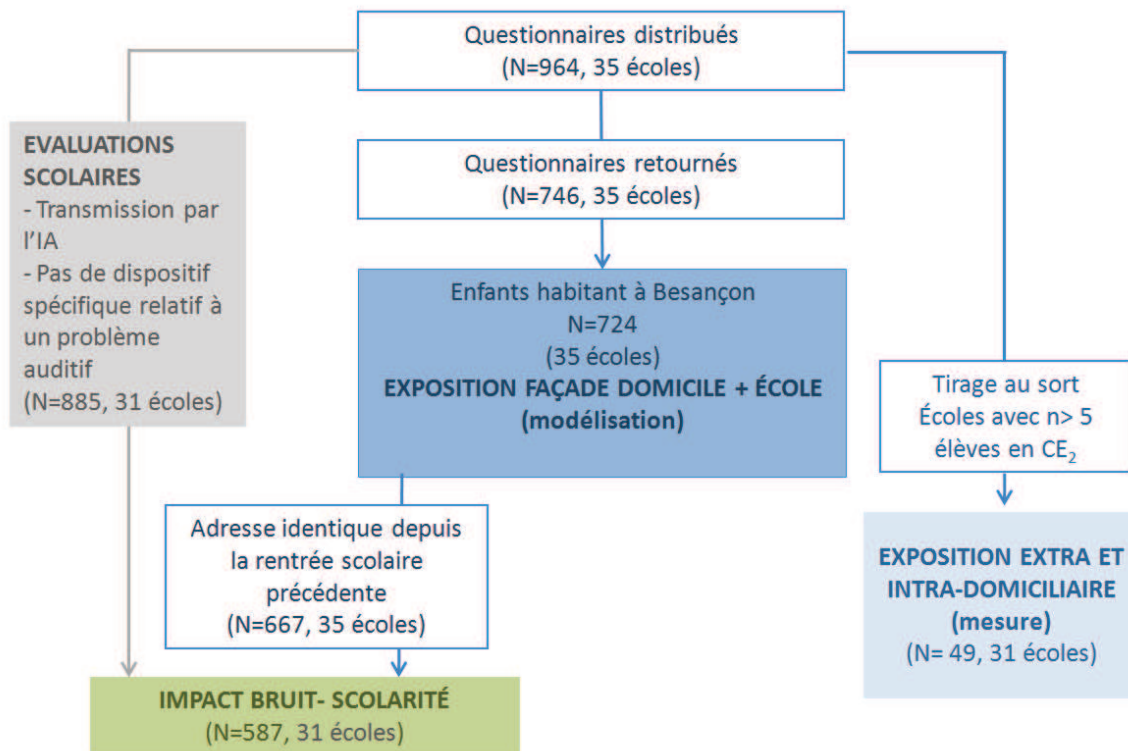 Questionnaires distribués
(N=964, 35 écoles)
EVALUATIONS
SCOLAIRES
- Transmission par
l’IA
- Pas de dispositif
spécifique relatif à
un problème
auditif
(N=885, 31 écoles)
Questionnaires retournés
(N=746, 35 écoles)
Enfants habitant à Besançon
N=724
(35 écoles)
EXPOSITION FAÇADE DOMICILE + ÉCOLE
(modélisation)
Tirage au sort
Écoles avec n> 5
élèves en CE₂
Adresse identique depuis
la rentrée scolaire
précédente
(N=667, 35 écoles)
EXPOSITION EXTRA ET
INTRA-DOMICILIAIRE
(mesure)
(N= 49, 31 écoles)
IMPACT BRUIT- SCOLARITÉ
(N=587, 31 écoles)